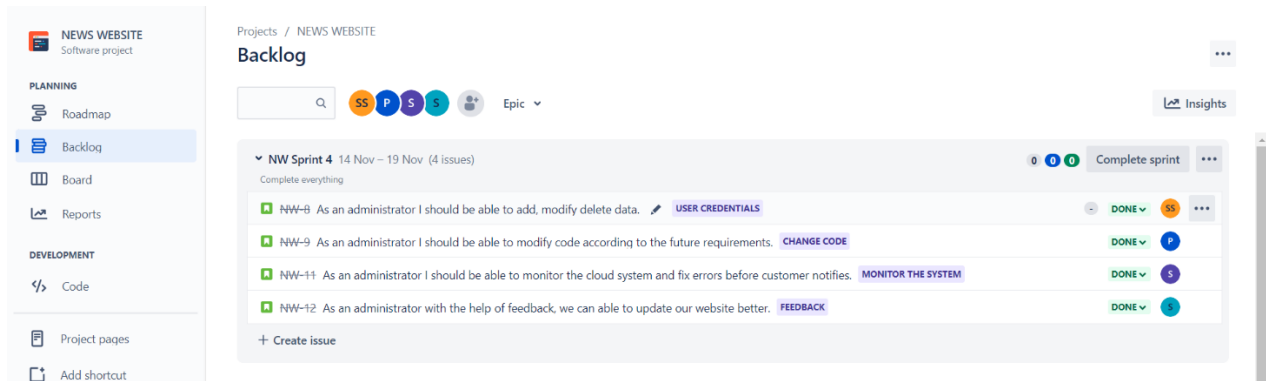 NEWS WEBSITE
Software project
PLANNING
Roadmap
Backlog
Board
Reports
DEVELOPMENT
Code
Project pages
Add shortcut
Projects / NEWS WEBSITE
Backlog
SS P S S Epic
Insights
NW Sprint 4 14 Nov – 19 Nov (4 issues) 0 0 0 Complete sprint
Complete everything
NW-8 As an administrator I should be able to add, modify delete data. USER CREDENTIALS - DONE SS
NW-9 As an administrator I should be able to modify code according to the future requirements. CHANGE CODE DONE P
NW-11 As an administrator I should be able to monitor the cloud system and fix errors before customer notifies. MONITOR THE SYSTEM DONE S
NW-12 As an administrator with the help of feedback, we can able to update our website better. FEEDBACK DONE S
+ Create issue